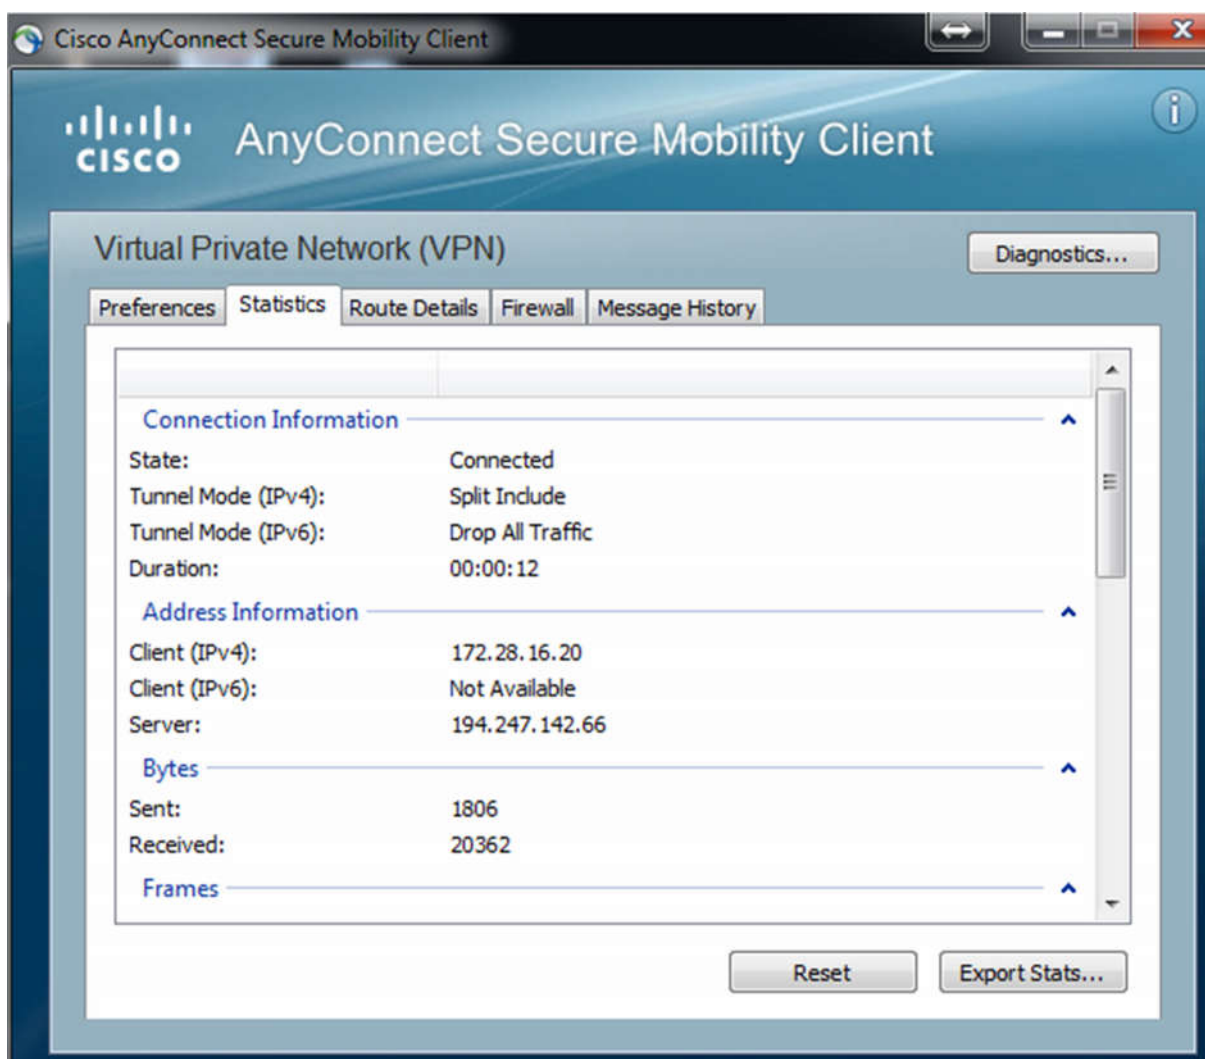 Cisco AnyConnect Secure Mobility Client
CISCO AnyConnect Secure Mobility Client
Virtual Private Network (VPN)
Diagnostics...
Preferences Statistics Route Details Firewall Message History
Connection Information
State: Connected
Tunnel Mode (IPv4): Split Include
Tunnel Mode (IPv6): Drop All Traffic
Duration: 00:00:12
Address Information
Client (IPv4): 172.28.16.20
Client (IPv6): Not Available
Server: 194.247.142.66
Bytes
Sent: 1806
Received: 20362
Frames
Reset Export Stats...